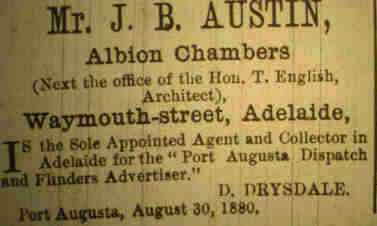 Mr. J. B. AUSTIN,
Albion Chambers
(Next the office of the Hon. T. English,
Architect),
Waymouth-street, Adelaide,
IS the Sole Appointed Agent and Collector in
Adelaide for the "Port Augusta Dispatch
and Flinders Advertiser."
D. DRYSDALE.
Port Augusta, August 30, 1880.